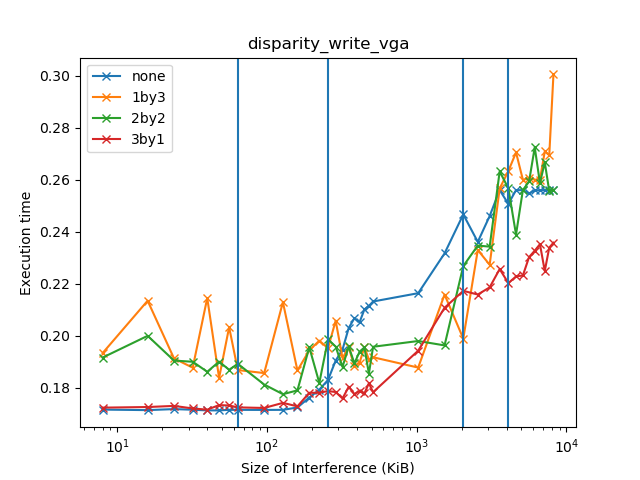 disparity_write_vga
none
1by3
2by2
3by1
Execution time
0.30
0.28
0.26
0.24
0.22
0.20
0.18
10¹
10²
10³
10⁴
Size of Interference (KiB)